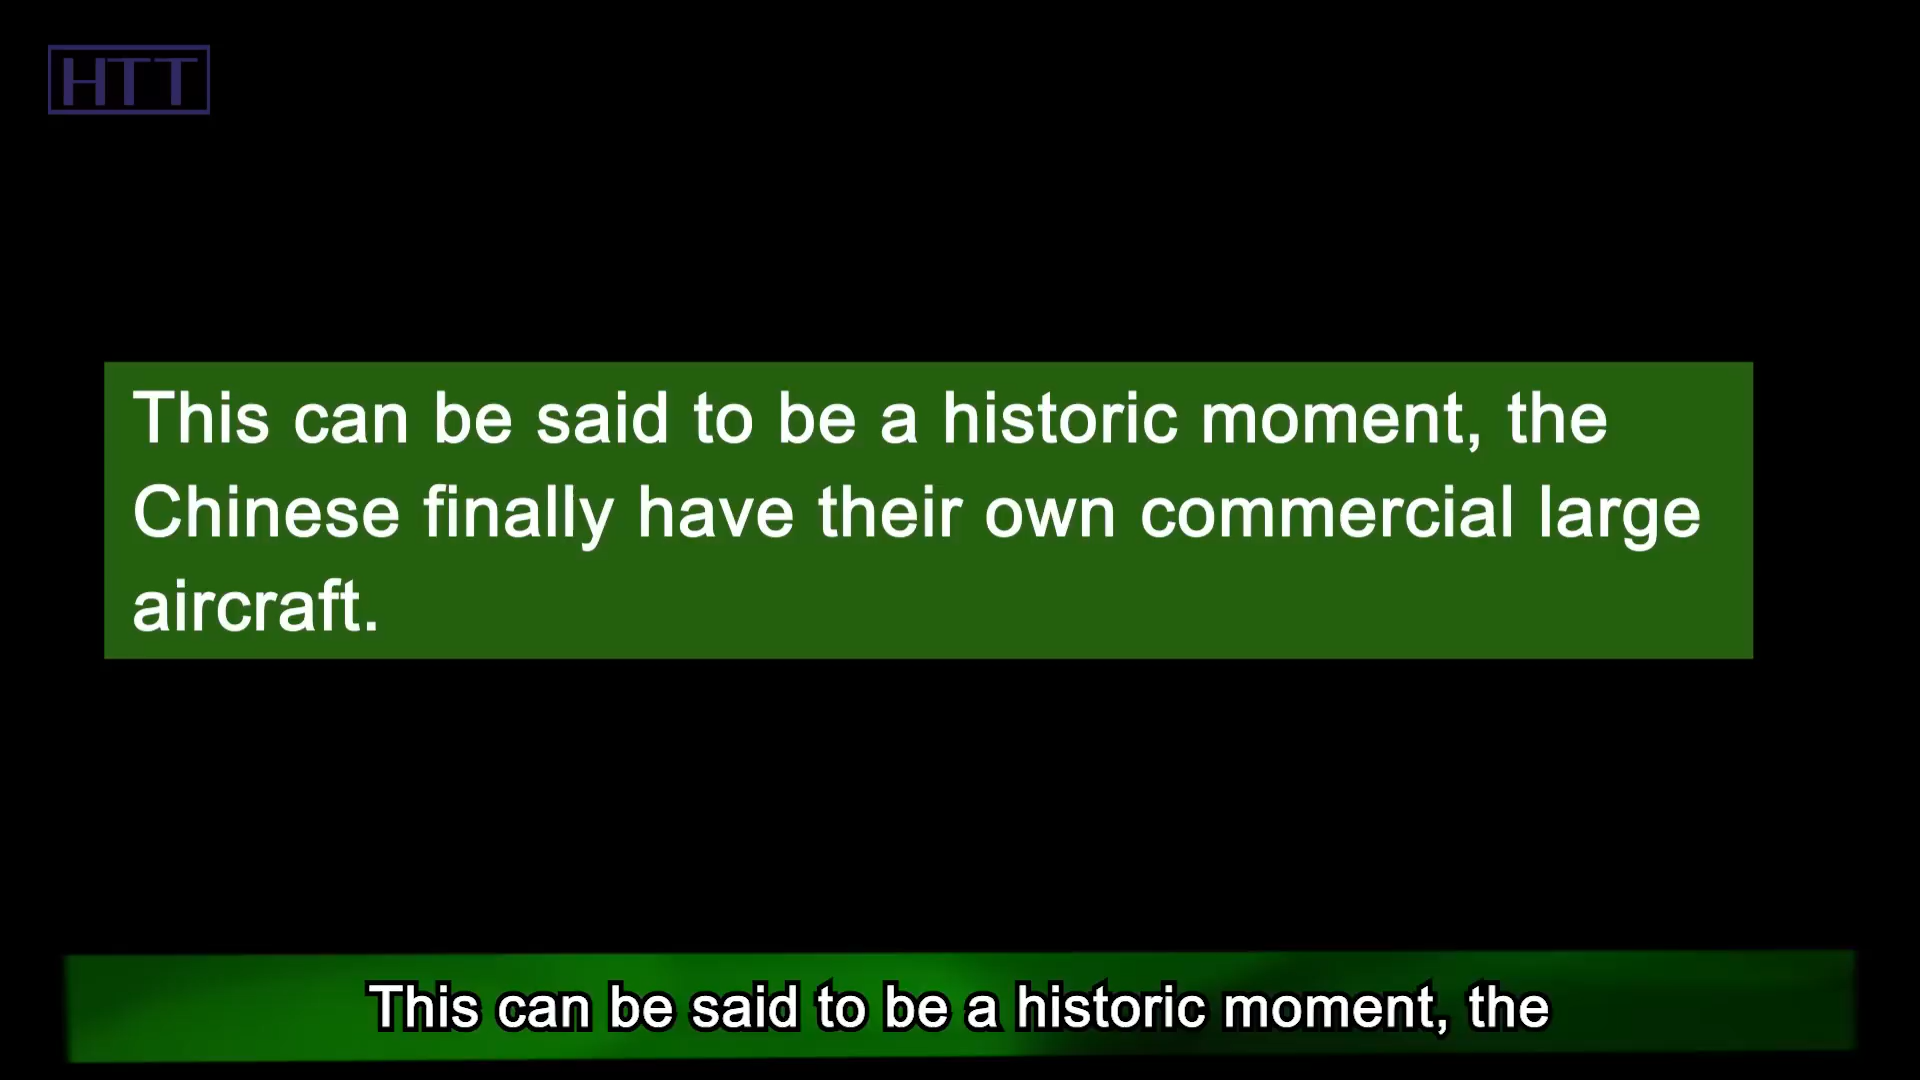 HTT
This can be said to be a historic moment, the
Chinese finally have their own commercial large
aircraft.
This can be said to be a historic moment, the